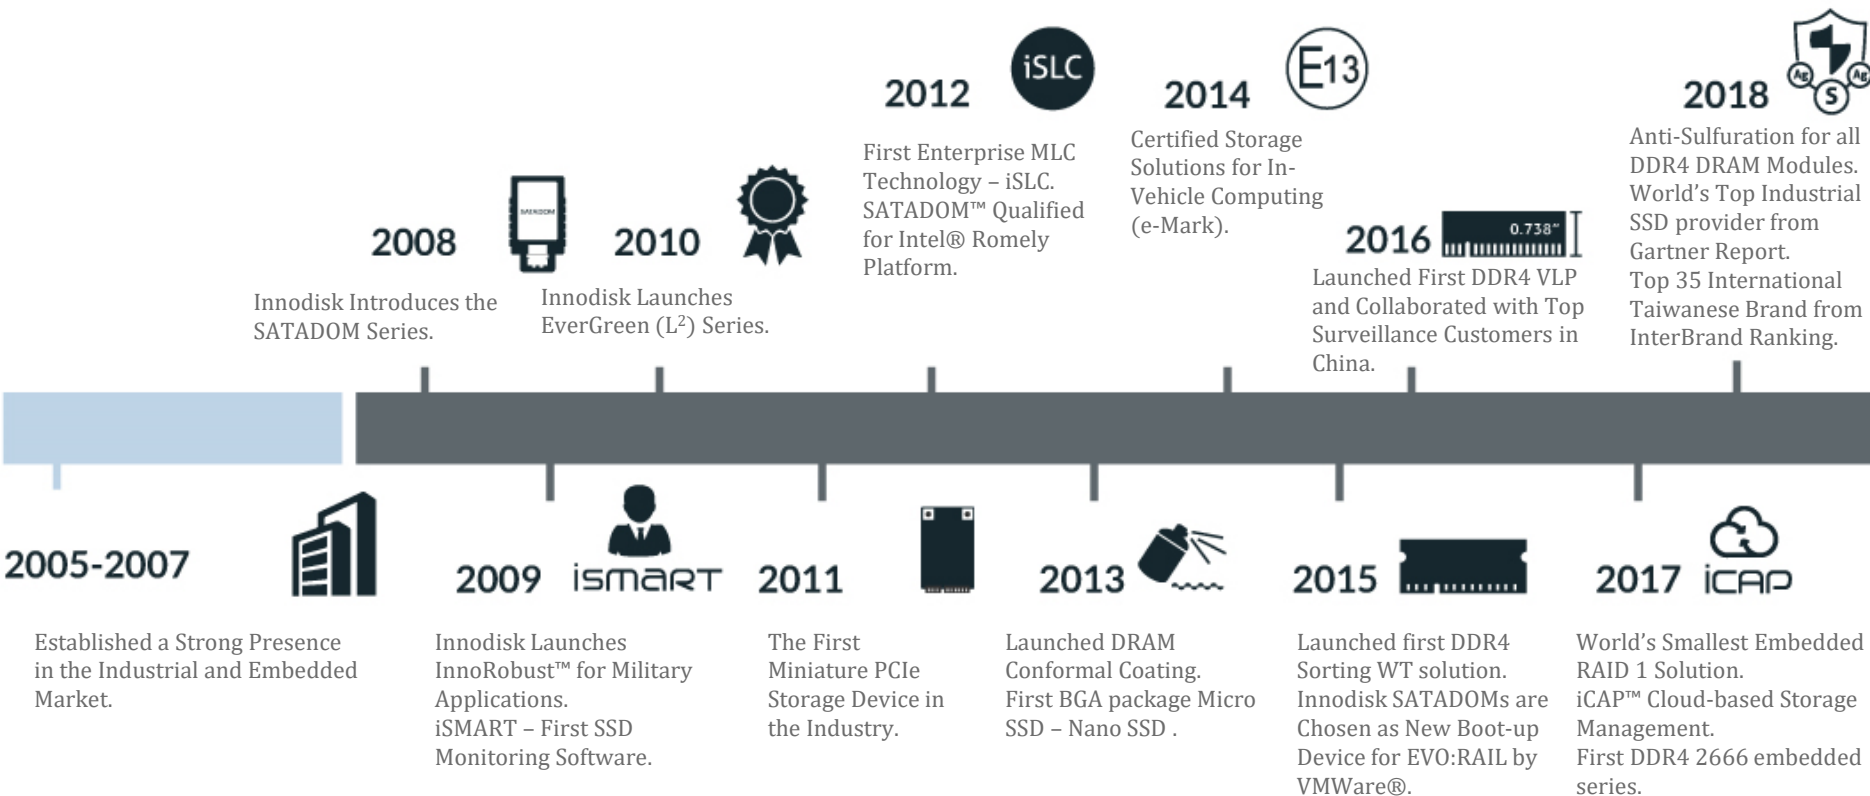 2008
SATADOM
Innodisk Introduces the
SATADOM Series.
2010
Innodisk Launches
EverGreen (L²) Series.
2012
iSLC
First Enterprise MLC
Technology – iSLC.
SATADOM™ Qualified
for Intel® Romely
Platform.
2014
E13
Certified Storage
Solutions for In-
Vehicle Computing
(e-Mark).
2016
0.738"
Launched First DDR4 VLP
and Collaborated with Top
Surveillance Customers in
China.
2018
Ag
S
Ag
Anti-Sulfuration for all
DDR4 DRAM Modules.
World's Top Industrial
SSD provider from
Gartner Report.
Top 35 International
Taiwanese Brand from
InterBrand Ranking.
2005-2007
Established a Strong Presence
in the Industrial and Embedded
Market.
2009
iSMART
Innodisk Launches
InnoRobust™ for Military
Applications.
iSMART – First SSD
Monitoring Software.
2011
The First
Miniature PCIe
Storage Device in
the Industry.
2013
Launched DRAM
Conformal Coating.
First BGA package Micro
SSD – Nano SSD .
2015
Launched first DDR4
Sorting WT solution.
Innodisk SATADOMs are
Chosen as New Boot-up
Device for EVO:RAIL by
VMWare®.
2017
iCAP
World's Smallest Embedded
RAID 1 Solution.
iCAP™ Cloud-based Storage
Management.
First DDR4 2666 embedded
series.